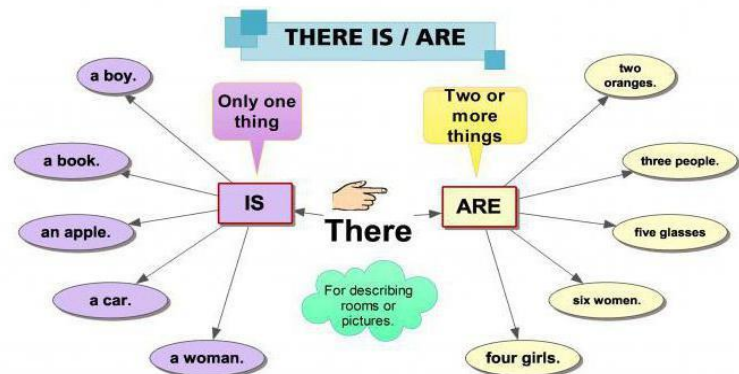 THERE IS / ARE
Only one
thing
Two or
more
things
a boy.
a book.
an apple.
a car.
a woman.
IS
There
ARE
For describing
rooms or
pictures.
two
oranges.
three people.
five glasses
six women.
four girls.